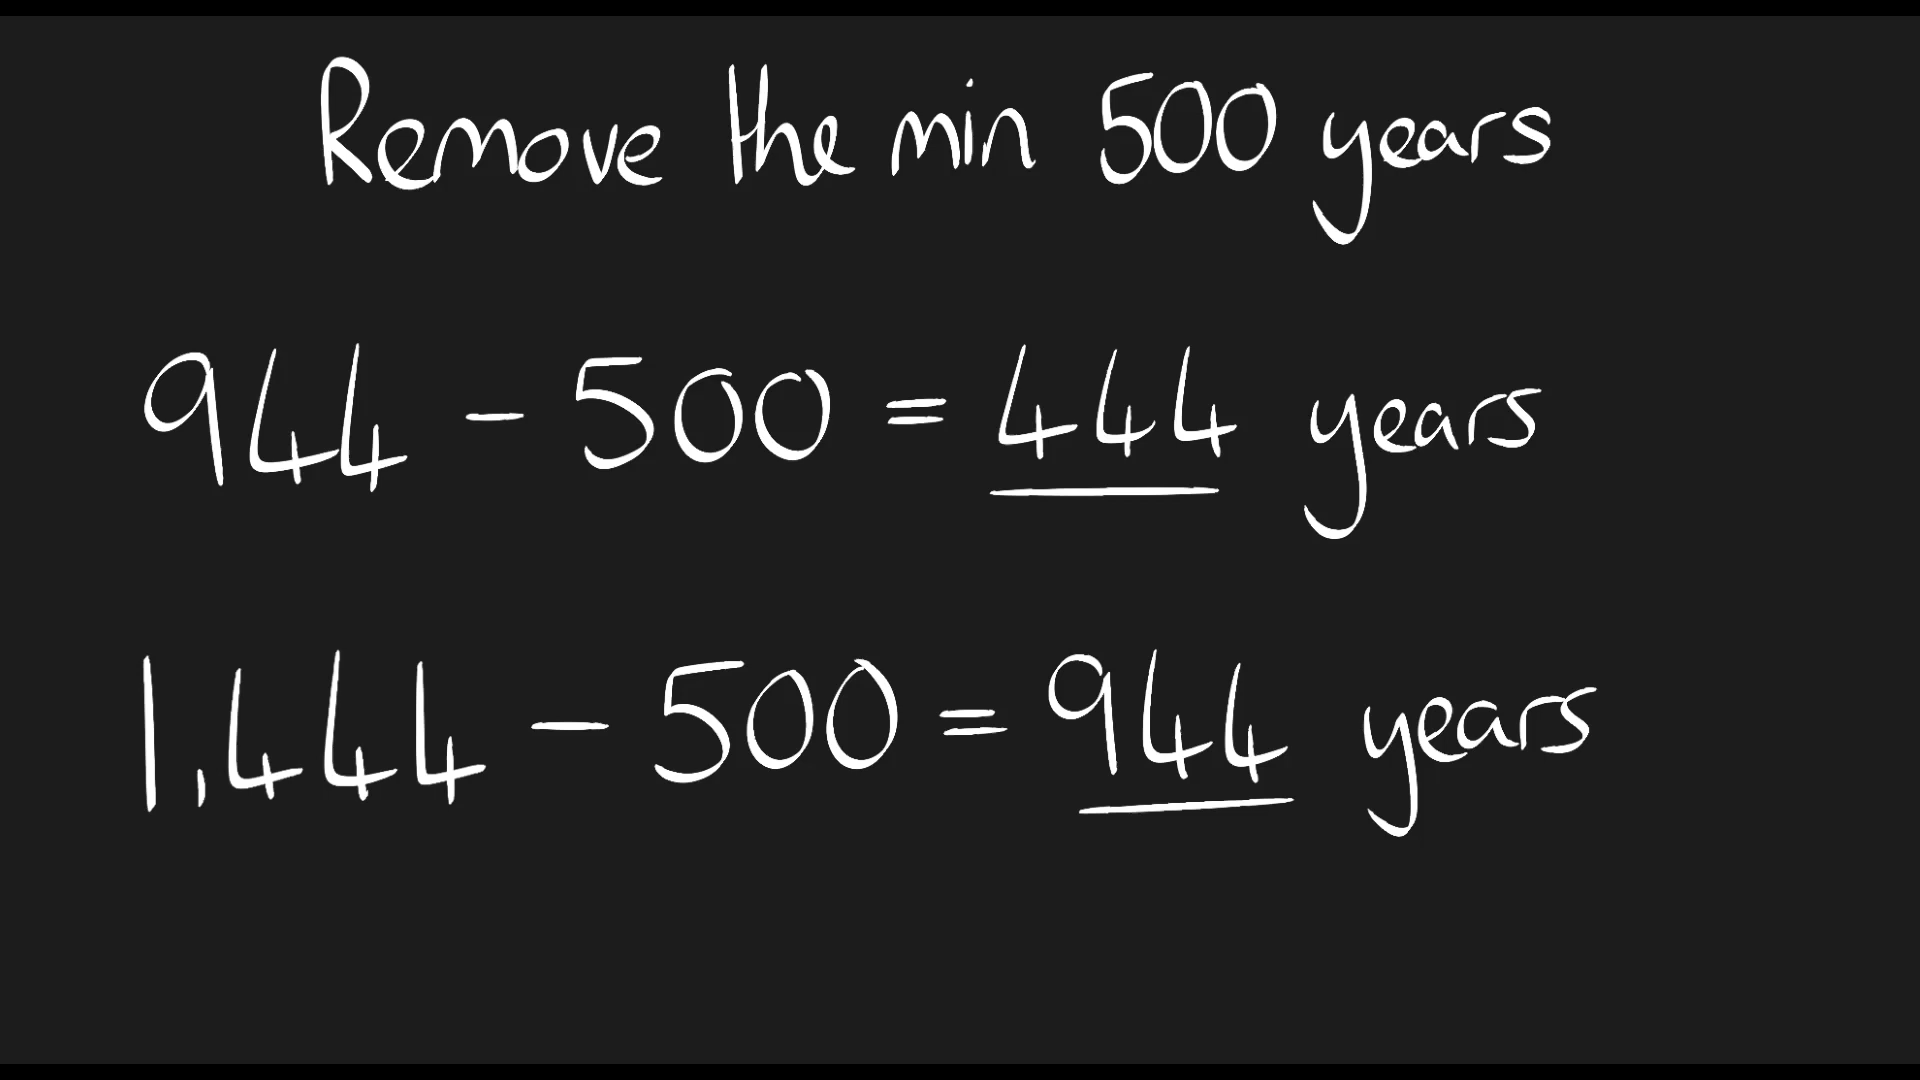 Remove the min 500 years
944 - 500 = 444 years
1,444 - 500 = 944 years